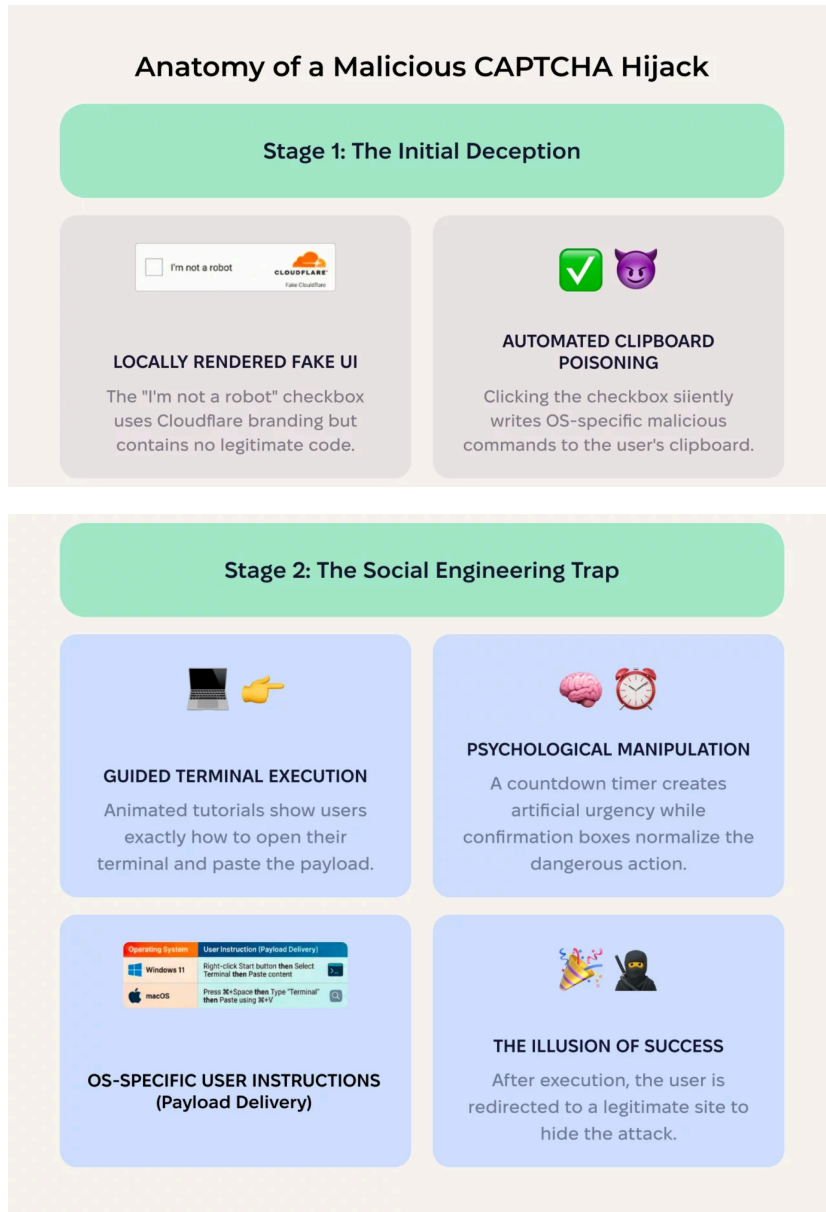 Anatomy of a Malicious CAPTCHA Hijack
Stage 1: The Initial Deception
I'm not a robot
CLOUDFLARE
Fake Clouldflare
LOCALLY RENDERED FAKE UI
The "I'm not a robot" checkbox
uses Cloudflare branding but
contains no legitimate code.
AUTOMATED CLIPBOARD
POISONING
Clicking the checkbox siiently
writes OS-specific malicious
commands to the user's clipboard.
Stage 2: The Social Engineering Trap
GUIDED TERMINAL EXECUTION
Animated tutorials show users
exactly how to open their
terminal and paste the payload.
PSYCHOLOGICAL MANIPULATION
A countdown timer creates
artificial urgency while
confirmation boxes normalize the
dangerous action.
Operating System
User Instruction (Payload Delivery)
Windows 11
Right-click Start button then Select
Terminal then Paste content
macOS
Press ⌘+Space then Type "Terminal"
then Paste using ⌘+V
OS-SPECIFIC USER INSTRUCTIONS
(Payload Delivery)
THE ILLUSION OF SUCCESS
After execution, the user is
redirected to a legitimate site to
hide the attack.